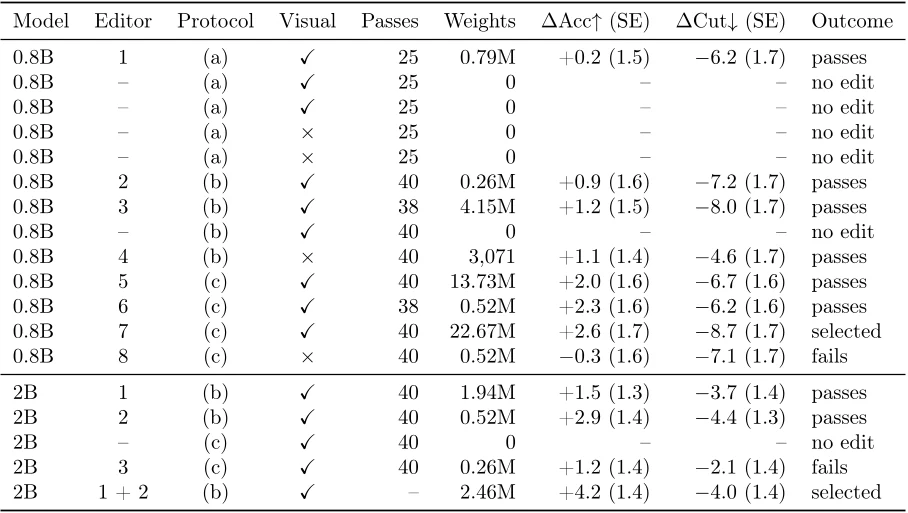 Model Editor Protocol Visual Passes Weights ΔAcc↑ (SE) ΔCut↓ (SE) Outcome
0.8B 1 (a) ✓ 25 0.79M +0.2 (1.5) −6.2 (1.7) passes
0.8B – (a) ✓ 25 0 – – no edit
0.8B – (a) ✓ 25 0 – – no edit
0.8B – (a) × 25 0 – – no edit
0.8B – (a) × 25 0 – – no edit
0.8B 2 (b) ✓ 40 0.26M +0.9 (1.6) −7.2 (1.7) passes
0.8B 3 (b) ✓ 38 4.15M +1.2 (1.5) −8.0 (1.7) passes
0.8B – (b) ✓ 40 0 – – no edit
0.8B 4 (b) × 40 3,071 +1.1 (1.4) −4.6 (1.7) passes
0.8B 5 (c) ✓ 40 13.73M +2.0 (1.6) −6.7 (1.6) passes
0.8B 6 (c) ✓ 38 0.52M +2.3 (1.6) −6.2 (1.6) passes
0.8B 7 (c) ✓ 40 22.67M +2.6 (1.7) −8.7 (1.7) selected
0.8B 8 (c) × 40 0.52M −0.3 (1.6) −7.1 (1.7) fails
2B 1 (b) ✓ 40 1.94M +1.5 (1.3) −3.7 (1.4) passes
2B 2 (b) ✓ 40 0.52M +2.9 (1.4) −4.4 (1.3) passes
2B – (c) ✓ 40 0 – – no edit
2B 3 (c) ✓ 40 0.26M +1.2 (1.4) −2.1 (1.4) fails
2B 1 + 2 (b) ✓ – 2.46M +4.2 (1.4) −4.0 (1.4) selected